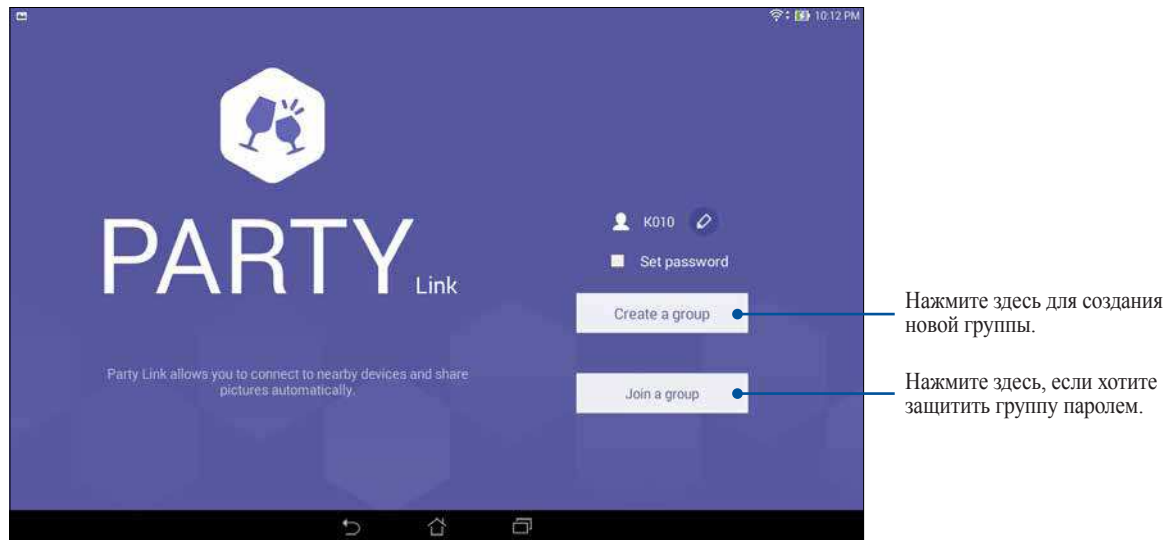 10:12 PM
PARTY Link
K010
Set password
Create a group
Join a group
Party Link allows you to connect to nearby devices and share
pictures automatically.
Нажмите здесь для создания
новой группы.
Нажмите здесь, если хотите
защитить группу паролем.